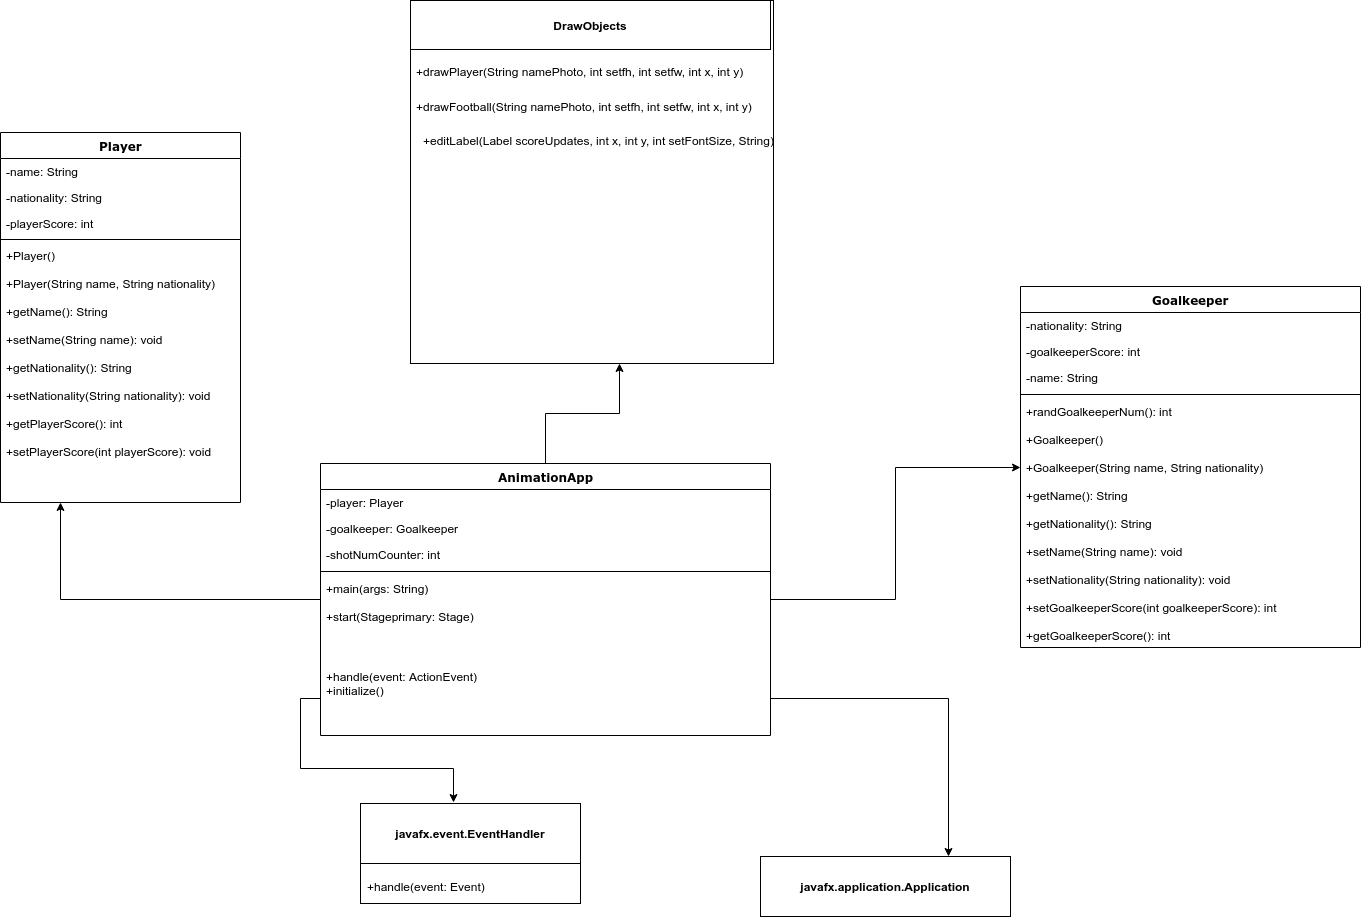 DrawObjects
+drawPlayer(String namePhoto, int setfh, int setfw, int x, int y)
+drawFootball(String namePhoto, int setfh, int setfw, int x, int y)
+editLabel(Label scoreUpdates, int x, int y, int setFontSize, String)
Player
-name: String
-nationality: String
-playerScore: int
+Player()
+Player(String name, String nationality)
+getName(): String
+setName(String name): void
+getNationality(): String
+setNationality(String nationality): void
+getPlayerScore(): int
+setPlayerScore(int playerScore): void
Goalkeeper
-nationality: String
-goalkeeperScore: int
-name: String
+randGoalkeeperNum(): int
+Goalkeeper()
+Goalkeeper(String name, String nationality)
+getName(): String
+getNationality(): String
+setName(String name): void
+setNationality(String nationality): void
+setGoalkeeperScore(int goalkeeperScore): int
+getGoalkeeperScore(): int
AnimationApp
-player: Player
-goalkeeper: Goalkeeper
-shotNumCounter: int
+main(args: String)
+start(Stageprimary: Stage)
+handle(event: ActionEvent)
+initialize()
javafx.event.EventHandler
+handle(event: Event)
javafx.application.Application